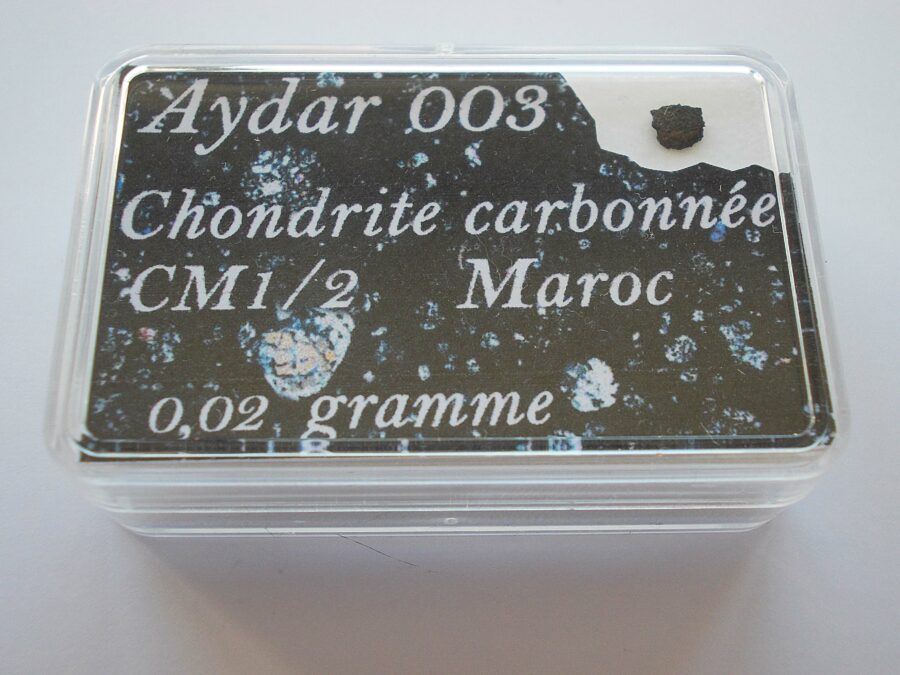 Aydar 003
Chondrite carbonnée
CM1/2 Maroc
0,02 gramme